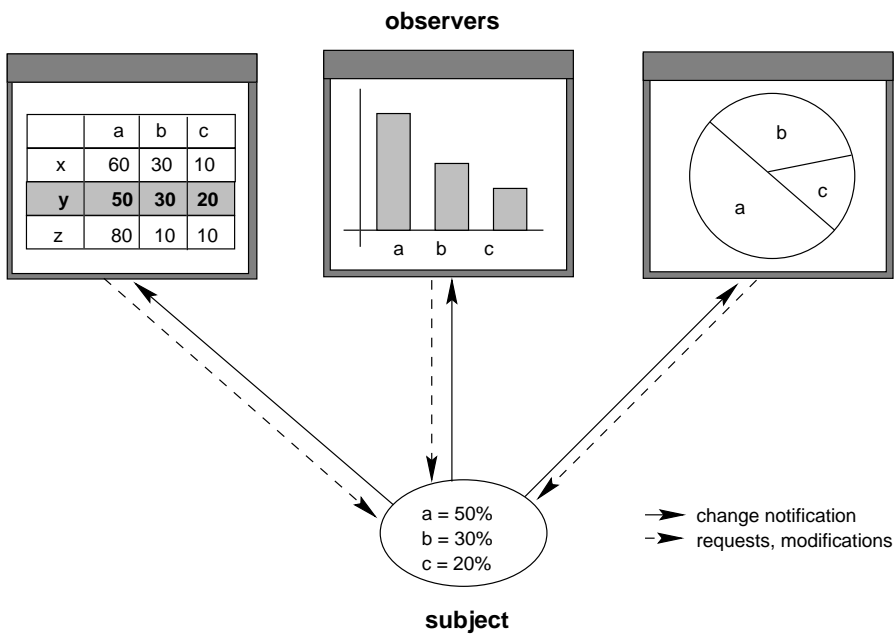 observers
a b c
x 60 30 10
y 50 30 20
z 80 10 10
a b c
b
c
a
a = 50%
b = 30%
c = 20%
change notification
requests, modifications
subject